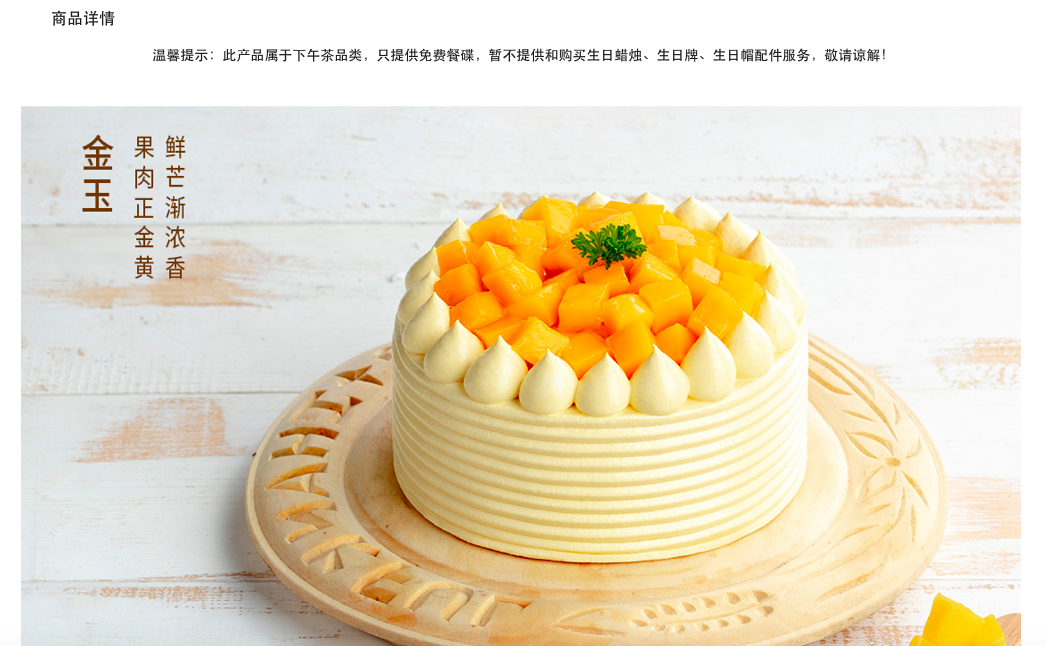 商品详情
温馨提示：此产品属于下午茶品类，只提供免费餐碟，暂不提供和购买生日蜡烛、生日牌、生日帽配件服务，敬请谅解！
金玉
鲜芒渐浓香
果肉正金黄